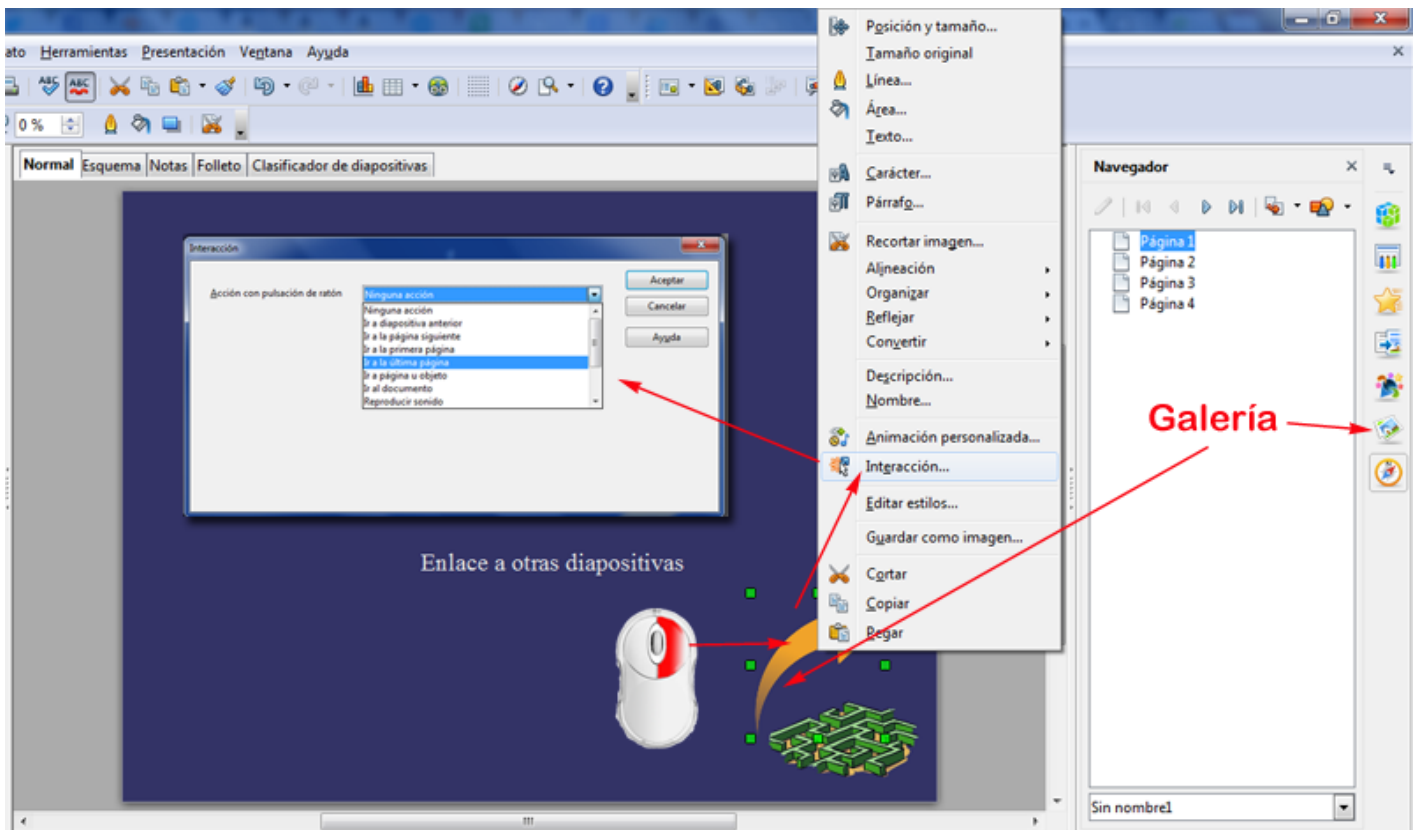 ato Herramientas Presentación Ventana Ayuda
0 %
Normal Esquema Notas Folleto Clasificador de diapositivas
Interacción
Acción con pulsación de ratón
Ninguna acción
Ninguna acción
Ir a diapositiva anterior
Ir a la página siguiente
Ir a la primera página
Ir a la última página
Ir a página u objeto
Ir al documento
Reproducir sonido
Aceptar
Cancelar
Ayuda
Enlace a otras diapositivas
Posición y tamaño...
Tamaño original
Línea...
Área...
Texto...
Carácter...
Párrafo...
Recortar imagen...
Alineación
Organizar
Reflejar
Convertir
Descripción...
Nombre...
Animación personalizada...
Interacción...
Editar estilos...
Guardar como imagen...
Cortar
Copiar
Pegar
Navegador
Página 1
Página 2
Página 3
Página 4
Galería
Sin nombre1